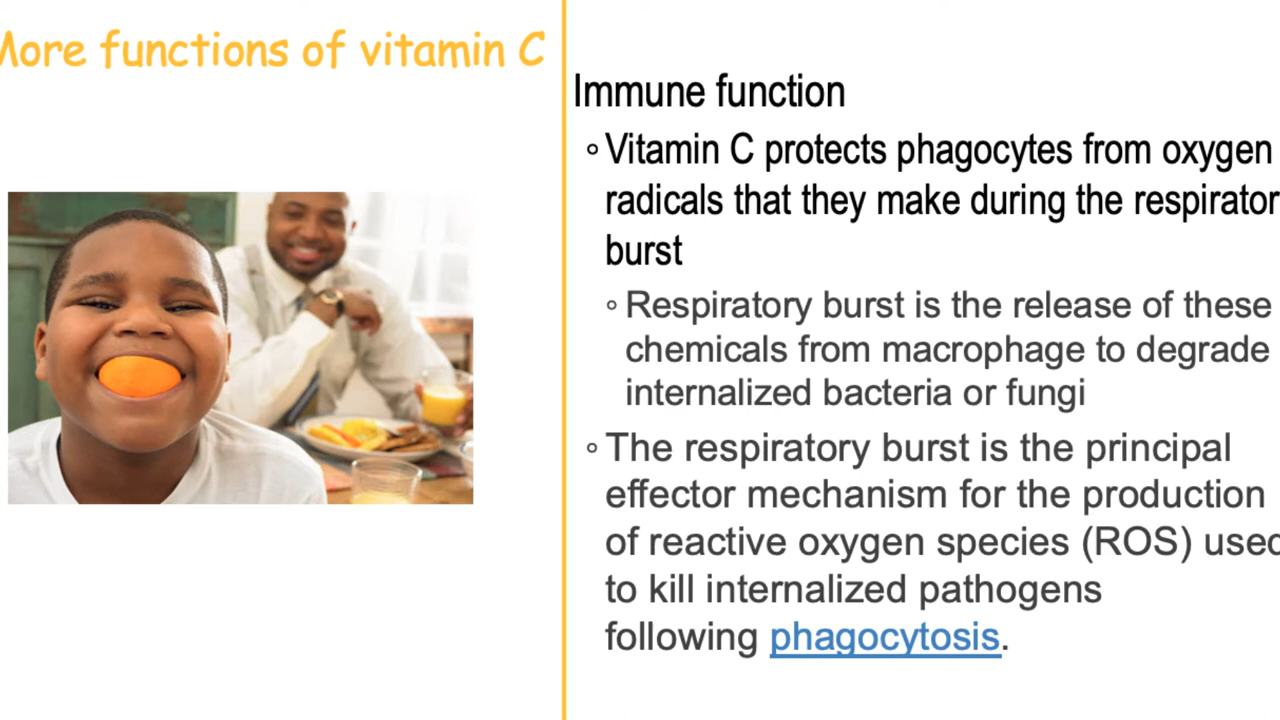 More functions of vitamin C
Immune function
◦Vitamin C protects phagocytes from oxygen
radicals that they make during the respirator
burst
◦Respiratory burst is the release of these
chemicals from macrophage to degrade
internalized bacteria or fungi
◦The respiratory burst is the principal
effector mechanism for the production
of reactive oxygen species (ROS) used
to kill internalized pathogens
following phagocytosis.